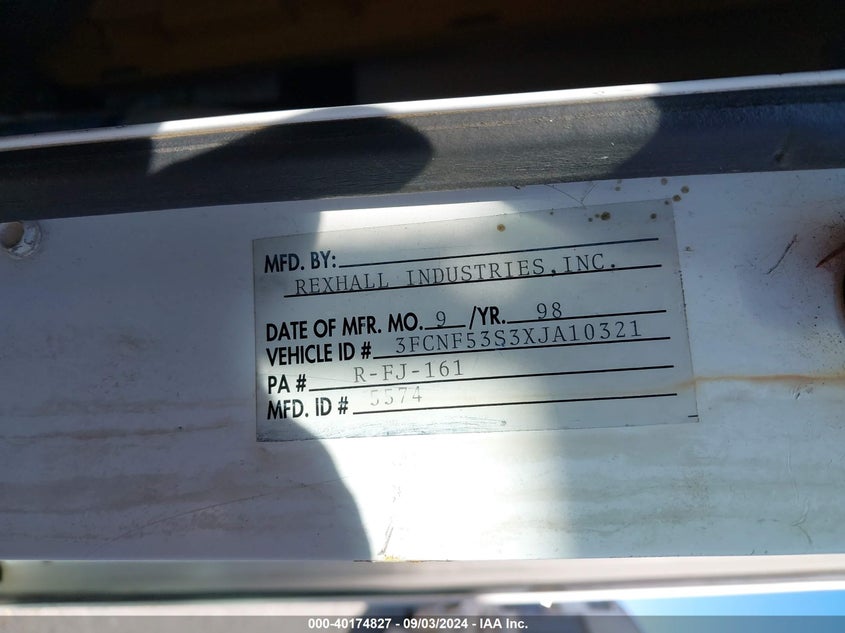 MFD. BY:
REXHALL INDUSTRIES, INC.
DATE OF MFR. MO. 9 /YR. 98
VEHICLE ID # 3FCNF53S3XJA10321
PA # R-FJ-161
MFD. ID # 5574
000-40174827 - 09/03/2024 - IAA Inc.